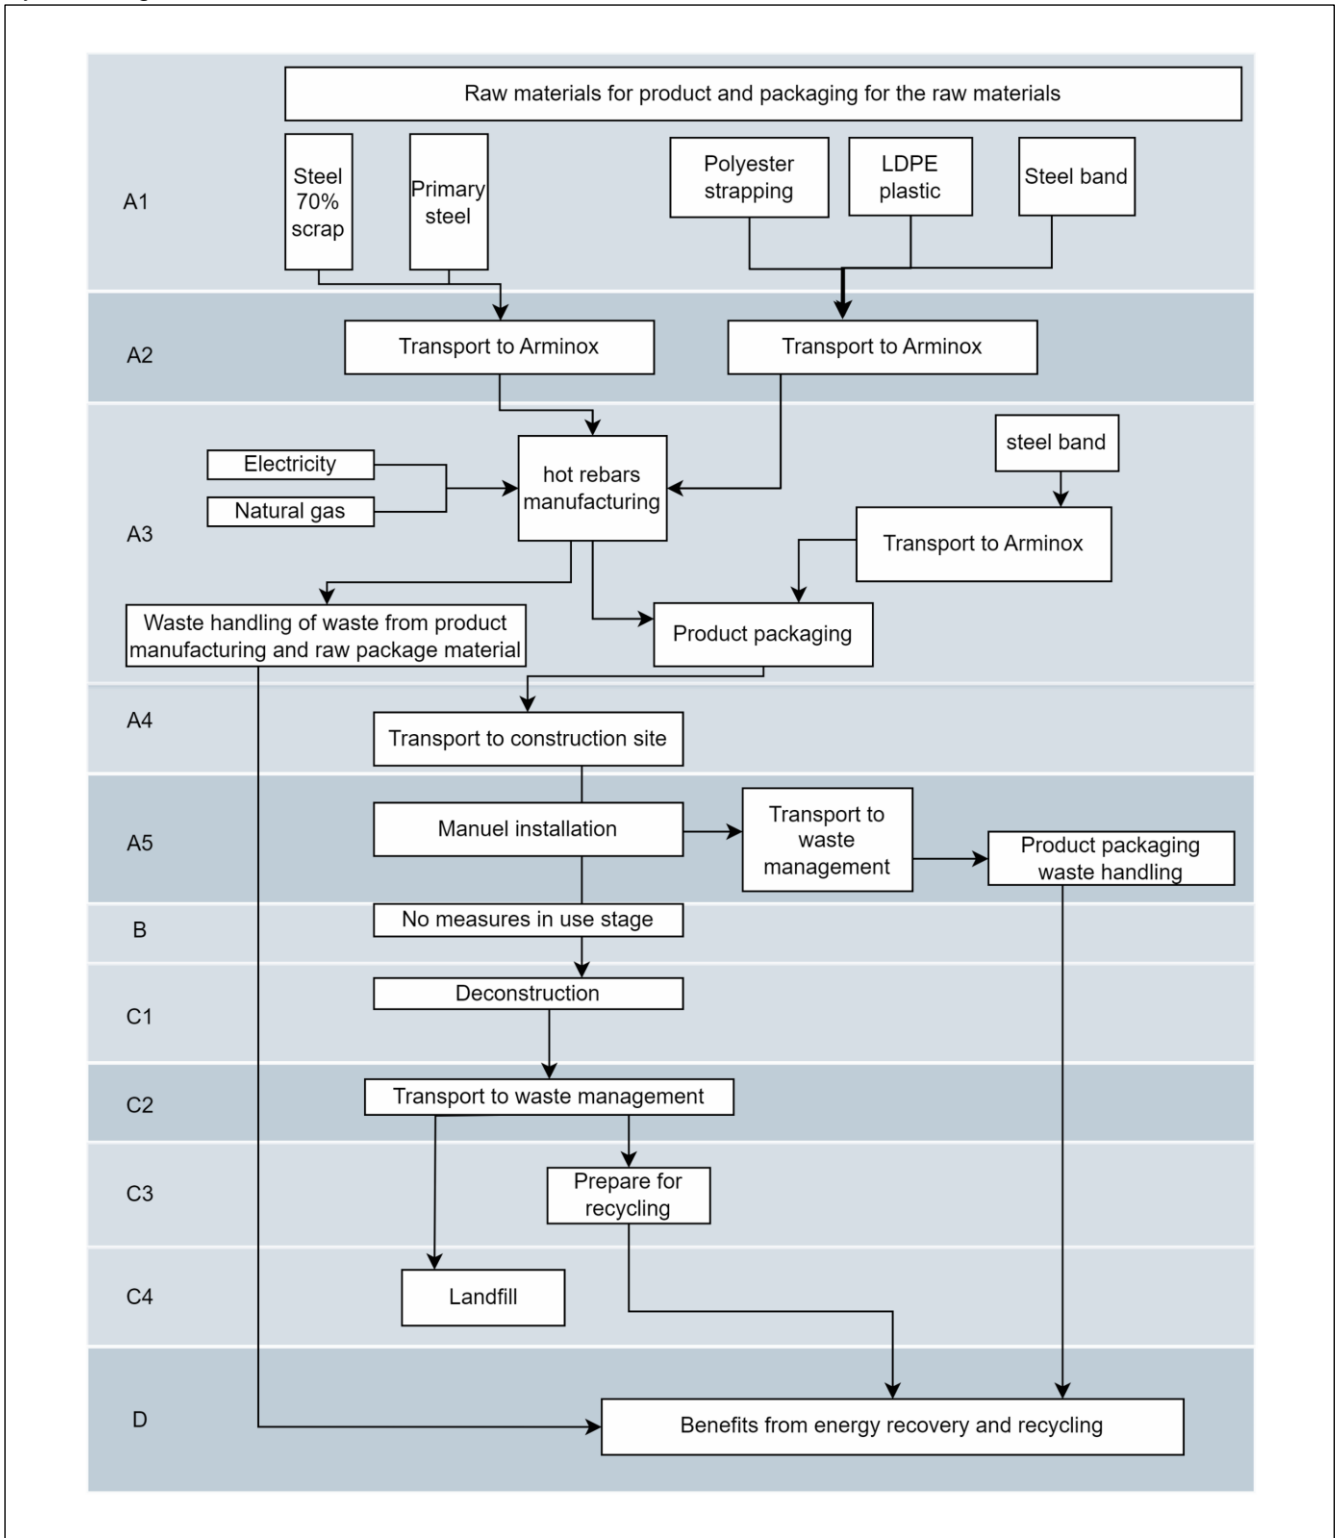 Raw materials for product and packaging for the raw materials
A1
Steel
70%
scrap
Primary
steel
Polyester
strapping
LDPE
plastic
Steel band
A2
Transport to Arminox
Transport to Arminox
A3
Electricity
Natural gas
hot rebars
manufacturing
steel band
Transport to Arminox
Waste handling of waste from product
manufacturing and raw package material
Product packaging
A4
Transport to construction site
A5
Manuel installation
Transport to
waste
management
Product packaging
waste handling
B
No measures in use stage
C1
Deconstruction
C2
Transport to waste management
C3
Prepare for
recycling
C4
Landfill
D
Benefits from energy recovery and recycling